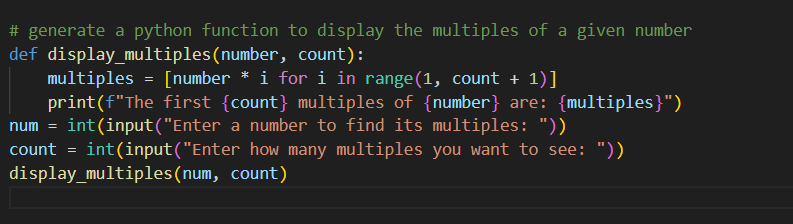 # generate a python function to display the multiples of a given number
def display_multiples(number, count):
    multiples = [number * i for i in range(1, count + 1)]
    print(f"The first {count} multiples of {number} are: {multiples}")
num = int(input("Enter a number to find its multiples: "))
count = int(input("Enter how many multiples you want to see: "))
display_multiples(num, count)